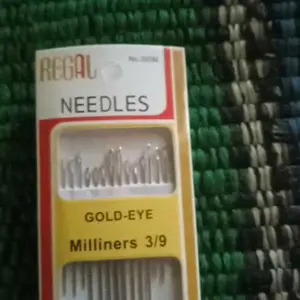 REGAL
NEEDLES
GOLD-EYE
Milliners 3/9